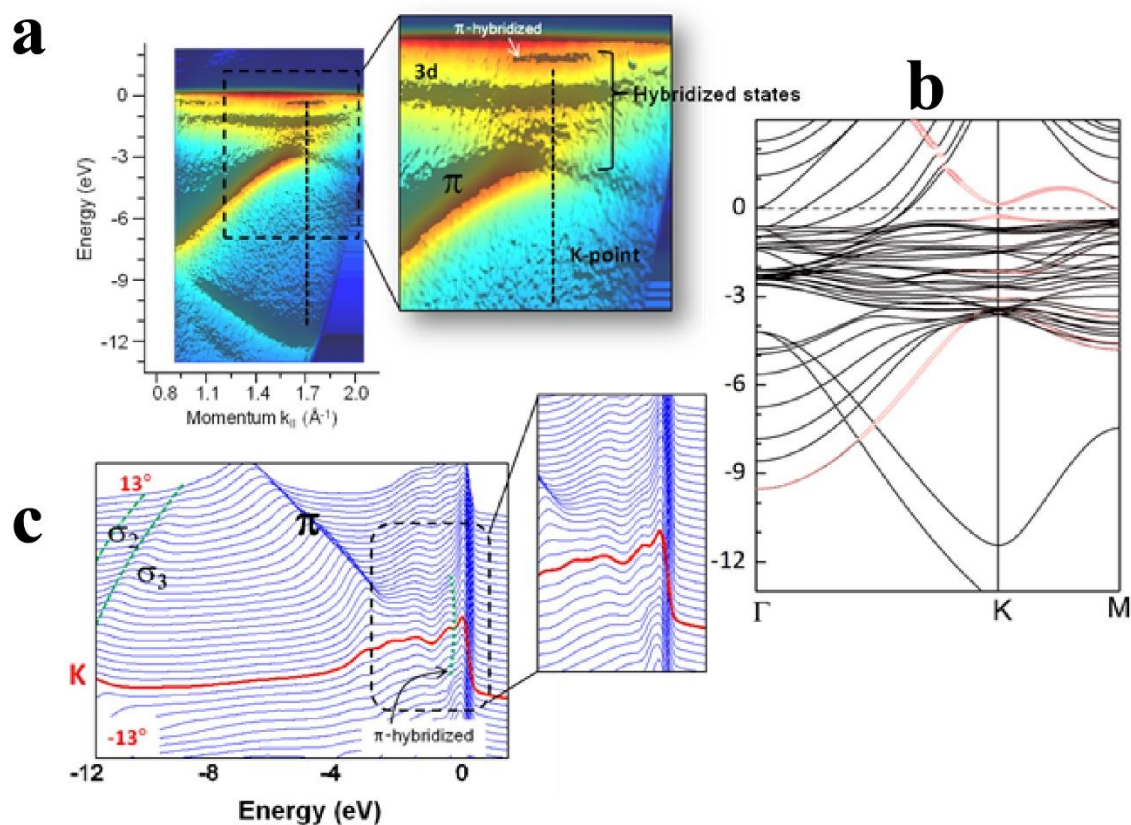 a
π-hybridized
3d
Hybridized states
π
K-point
Energy (eV)
0
-3
-6
-9
-12
0.8 1.1 1.4 1.7 2.0
Momentum k|| (Å-1)
b
0
-3
-6
-9
-12
Γ K M
c
13°
σ2
σ3
π
K
-13°
π-hybridized
-12 -8 -4 0
Energy (eV)